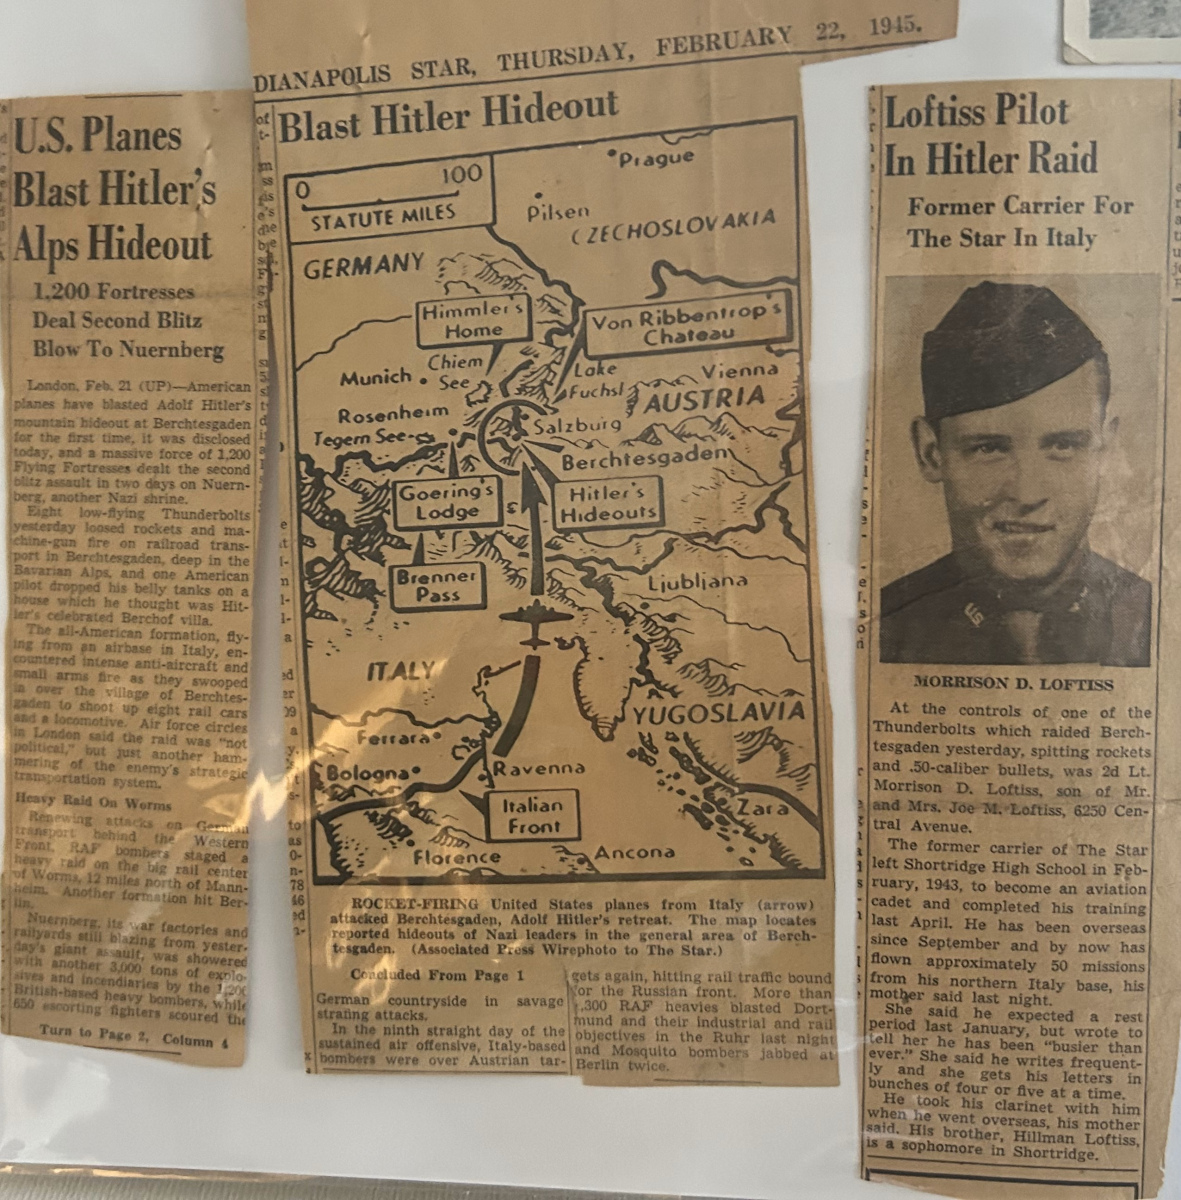 DIANAPOLIS STAR, THURSDAY, FEBRUARY 22, 1945.
U.S. Planes
Blast Hitler's
Alps Hideout
1,200 Fortresses
Deal Second Blitz
Blow To Nuernberg
London, Feb. 21 (UP)—American
planes have blasted Adolf Hitler's
mountain hideout at Berchtesgaden
for the first time, it was disclosed
today, and a massive force of 1,200
Flying Fortresses dealt the second
blitz assault in two days on Nuern-
berg, another Nazi shrine.
Eight low-flying Thunderbolts
yesterday loosed rockets and ma-
chine-gun fire on railroad trans-
port in Berchtesgaden, deep in the
Bavarian Alps, and one American
pilot dropped his belly tanks on a
house which he thought was Hit-
ler's celebrated Berchof villa.
The all-American formation, fly-
ing from an airbase in Italy, en-
countered intense anti-aircraft and
small arms fire as they swooped
in over the village of Berchtes-
gaden to shoot up eight rail cars
and a locomotive. Air force circles
in London said the raid was "not
political," but just another ham-
mering of the enemy's strategic
transportation system.
Heavy Raid On Worms
Renewing attacks on German
transport behind the Western
Front, RAF bombers staged a
heavy raid on the big rail center
of Worms, 12 miles north of Mann-
heim. Another formation hit Ber-
lin.
Nuernberg, its war factories and
railyards still blazing from yester-
day's giant assault, was showered
with another 3,000 tons of explo-
sives and incendiaries by the 1,200
British-based heavy bombers, while
650 escorting fighters scoured the
Turn to Page 2, Column 4
Blast Hitler Hideout
0 100
STATUTE MILES
Prague
Pilsen
CZECHOSLOVAKIA
GERMANY
Himmler's
Home
Von Ribbentrop's
Chateau
Munich
Chiem
See
Lake
Fuchsl
Vienna
AUSTRIA
Rosenheim
Tegern See
Salzburg
Berchtesgaden
Goering's
Lodge
Hitler's
Hideouts
Brenner
Pass
Ljubliana
ITALY
YUGOSLAVIA
Ferrara
Bologna
Ravenna
Italian
Front
Zara
Florence
Ancona
ROCKET-FIRING United States planes from Italy (arrow)
attacked Berchtesgaden, Adolf Hitler's retreat. The map locates
reported hideouts of Nazi leaders in the general area of Berch-
tesgaden. (Associated Press Wirephoto to The Star.)
Concluded From Page 1
German countryside in savage
strafing attacks.
In the ninth straight day of the
sustained air offensive, Italy-based
bombers were over Austrian tar-
gets again, hitting rail traffic bound
for the Russian front. More than
1,300 RAF heavies blasted Dort-
mund and their industrial and rail
objectives in the Ruhr last night
and Mosquito bombers jabbed at
Berlin twice.
Loftiss Pilot
In Hitler Raid
Former Carrier For
The Star In Italy
US
MORRISON D. LOFTISS
At the controls of one of the
Thunderbolts which raided Berch-
tesgaden yesterday, spitting rockets
and .50-caliber bullets, was 2d Lt.
Morrison D. Loftiss, son of Mr.
and Mrs. Joe M. Loftiss, 6250 Cen-
tral Avenue.
The former carrier of The Star
left Shortridge High School in Feb-
ruary, 1943, to become an aviation
cadet and completed his training
last April. He has been overseas
since September and by now has
flown approximately 50 missions
from his northern Italy base, his
mother said last night.
She said he expected a rest
period last January, but wrote to
tell her he has been "busier than
ever." She said he writes frequent-
ly and she gets his letters in
bunches of four or five at a time.
He took his clarinet with him
when he went overseas, his mother
said. His brother, Hillman Loftiss,
is a sophomore in Shortridge.